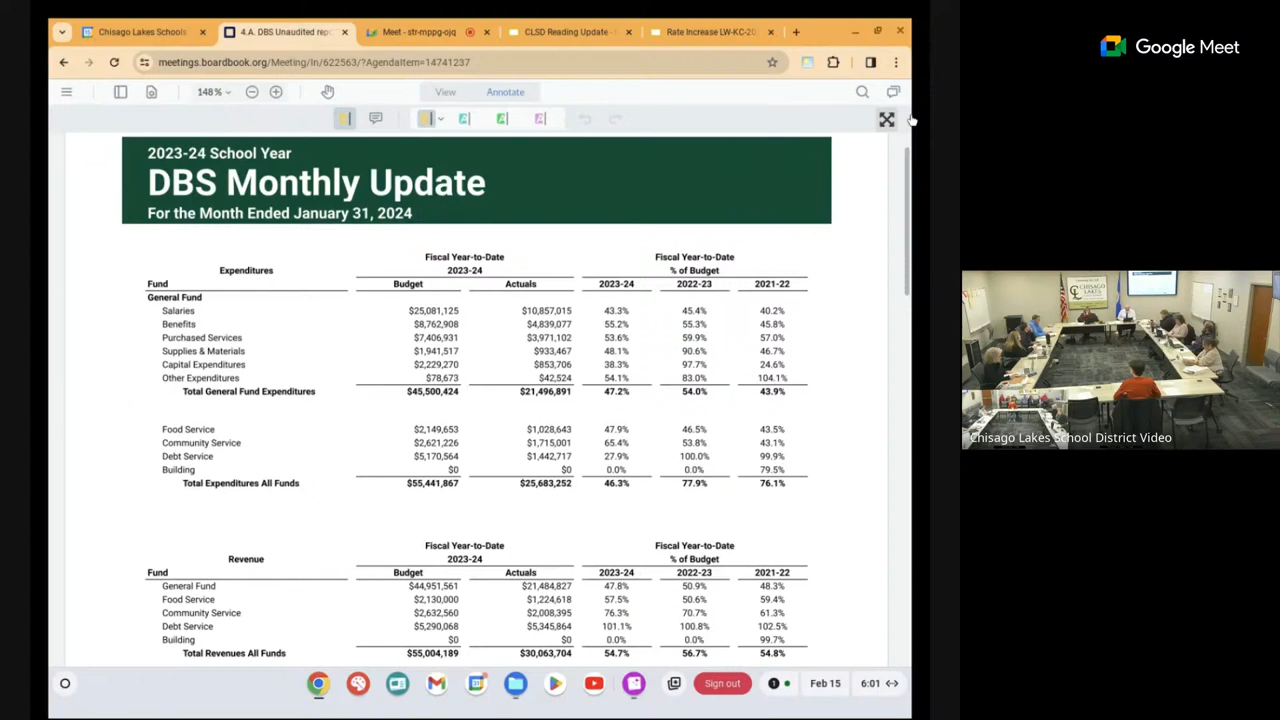 Chisago Lakes Schools
4.A. DBS Unaudited repo
Meet - str-mppg-ojq
CLSD Reading Update -
Rate Increase LW-KC-20
meetings.boardbook.org/Meeting/In/622563/?AgendaItem=14741237
148%
View
Annotate
Google Meet
2023-24 School Year
DBS Monthly Update
For the Month Ended January 31, 2024
Fiscal Year-to-Date Fiscal Year-to-Date
Expenditures 2023-24 % of Budget
Fund Budget Actuals 2023-24 2022-23 2021-22
General Fund
Salaries $25,081,125 $10,857,015 43.3% 45.4% 40.2%
Benefits $8,762,908 $4,839,077 55.2% 55.3% 45.8%
Purchased Services $7,406,931 $3,971,102 53.6% 59.9% 57.0%
Supplies & Materials $1,941,517 $933,467 48.1% 90.6% 46.7%
Capital Expenditures $2,229,270 $853,706 38.3% 97.7% 24.6%
Other Expenditures $78,673 $42,524 54.1% 83.0% 104.1%
Total General Fund Expenditures $45,500,424 $21,496,891 47.2% 54.0% 43.9%
Food Service $2,149,653 $1,028,643 47.9% 46.5% 43.5%
Community Service $2,621,226 $1,715,001 65.4% 53.8% 43.1%
Debt Service $5,170,564 $1,442,717 27.9% 100.0% 99.9%
Building $0 $0 0.0% 0.0% 79.5%
Total Expenditures All Funds $55,441,867 $25,683,252 46.3% 77.9% 76.1%
Fiscal Year-to-Date Fiscal Year-to-Date
Revenue 2023-24 % of Budget
Fund Budget Actuals 2023-24 2022-23 2021-22
General Fund $44,951,561 $21,484,827 47.8% 50.9% 48.3%
Food Service $2,130,000 $1,224,618 57.5% 50.6% 59.4%
Community Service $2,632,560 $2,008,395 76.3% 70.7% 61.3%
Debt Service $5,290,068 $5,345,864 101.1% 100.8% 102.5%
Building $0 $0 0.0% 0.0% 99.7%
Total Revenues All Funds $55,004,189 $30,063,704 54.7% 56.7% 54.8%
CHISAGO
LAKES
Chisago Lakes School District Video
Sign out
1
Feb 15
6:01